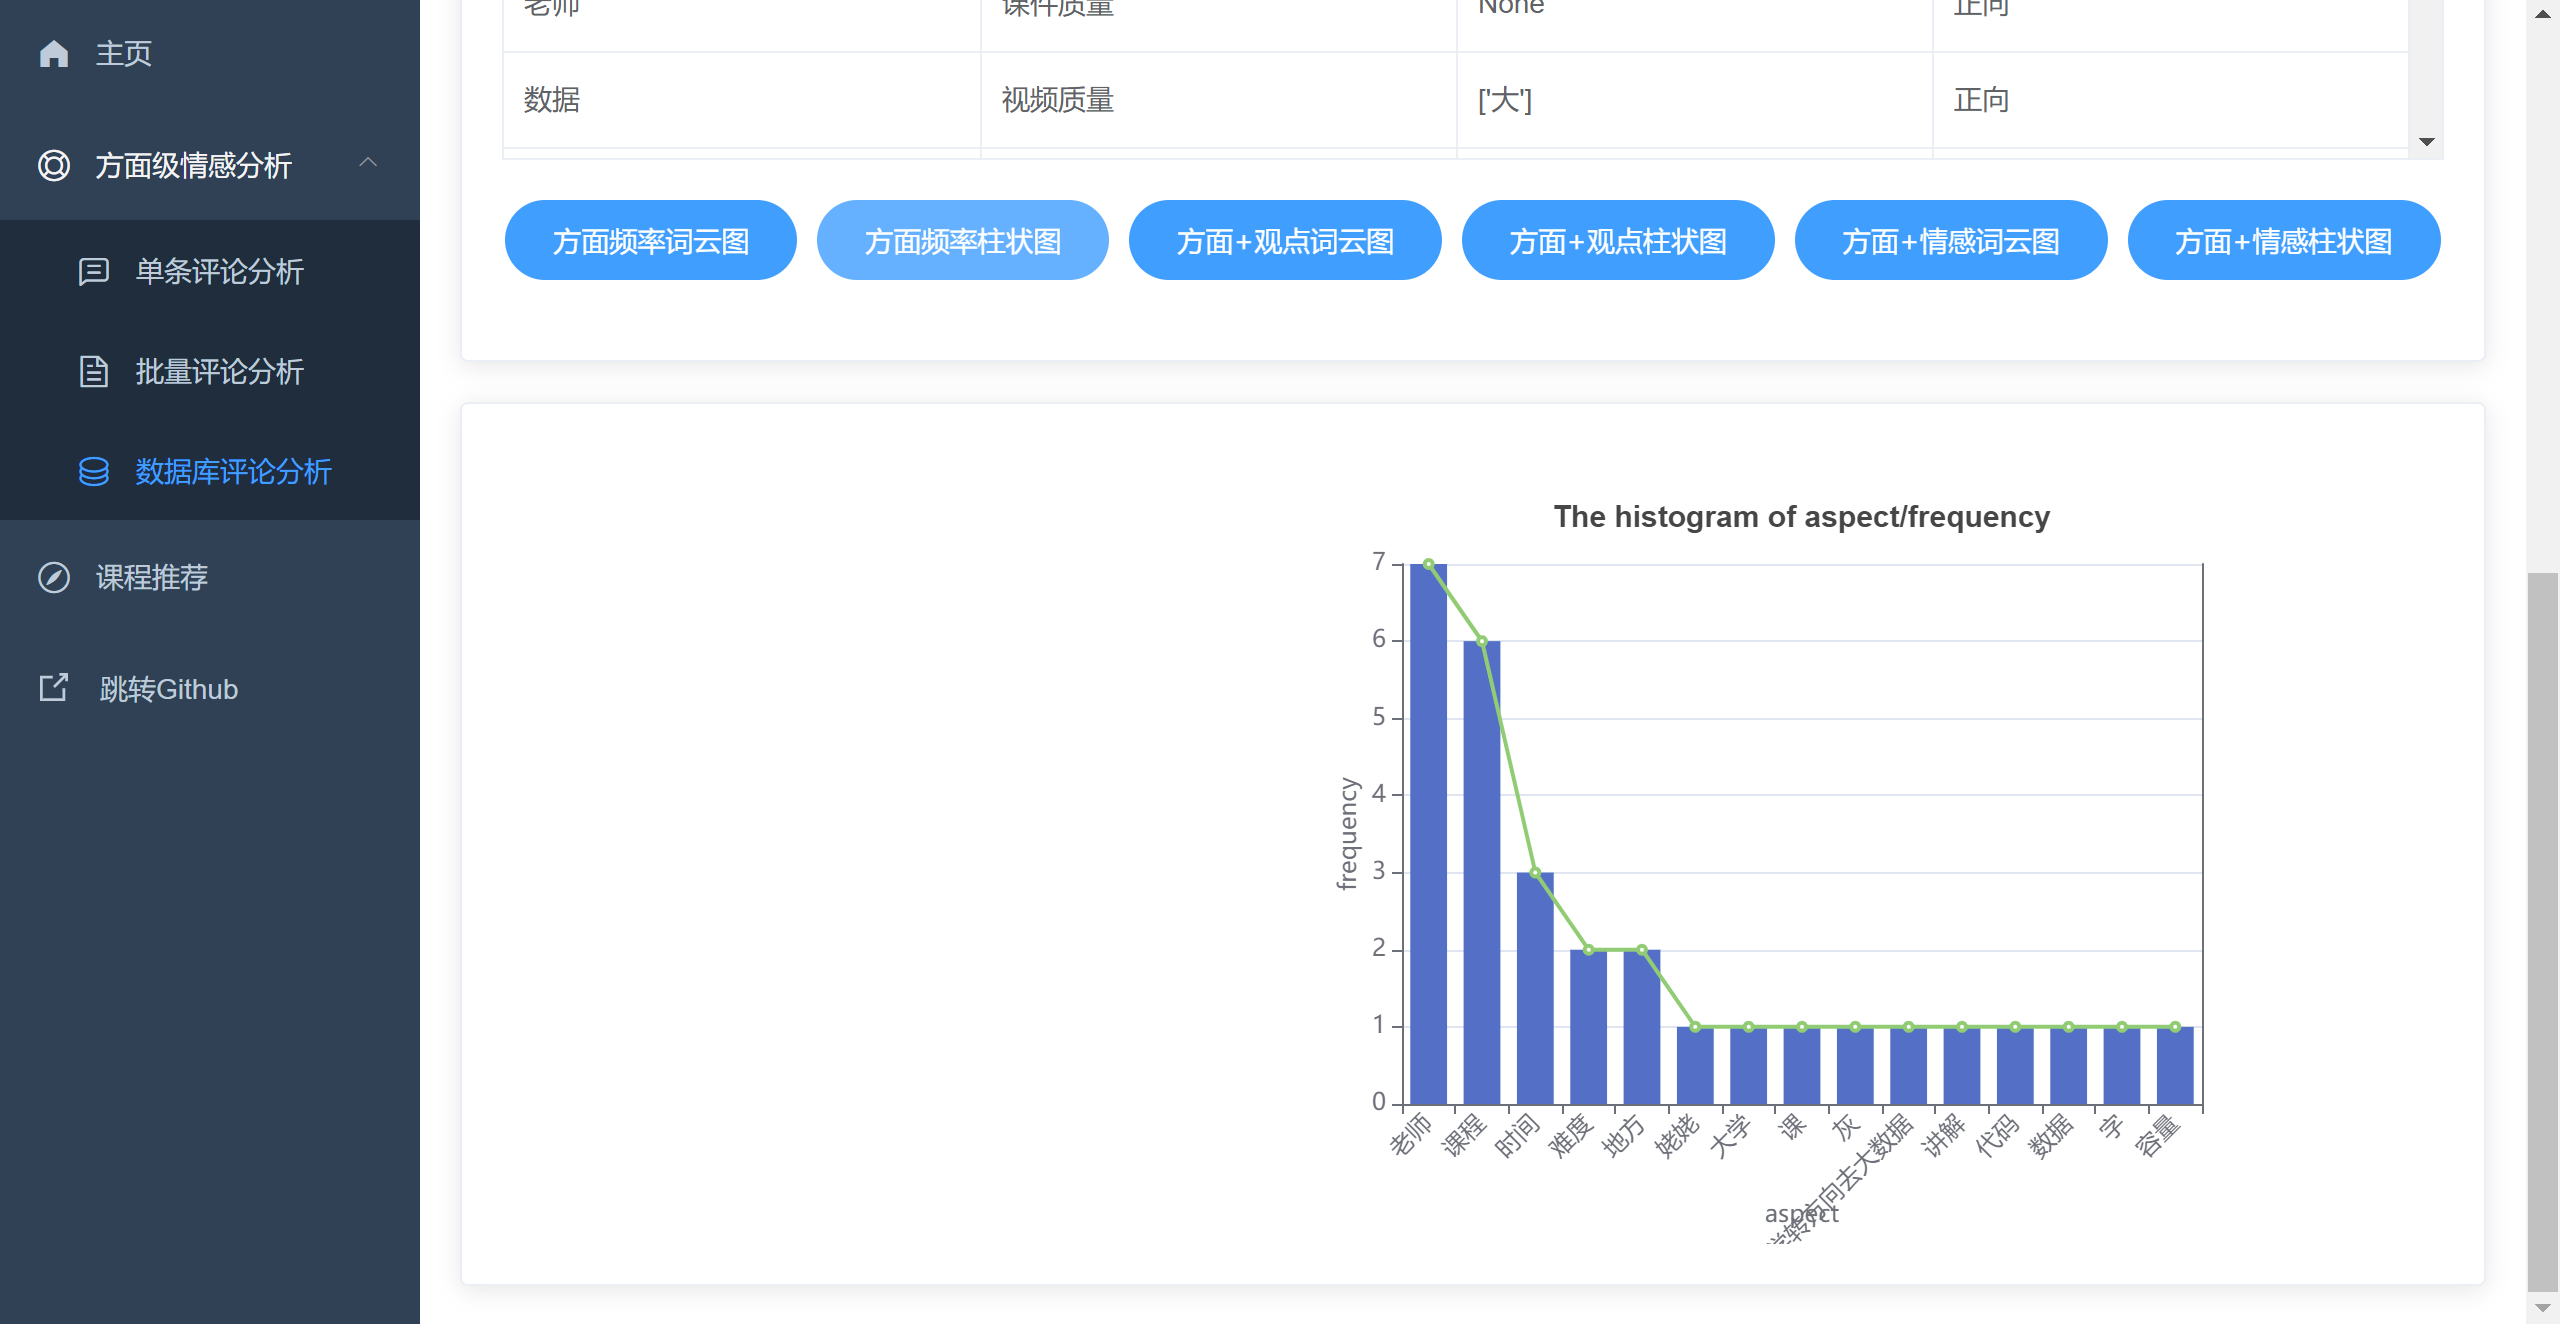 主页
方面级情感分析
单条评论分析
批量评论分析
数据库评论分析
课程推荐
跳转Github
老师 课件质量 None 正向
数据 视频质量 ['大'] 正向
方面频率词云图 方面频率柱状图 方面+观点词云图 方面+观点柱状图 方面+情感词云图 方面+情感柱状图
The histogram of aspect/frequency
7
6
5
4
3
2
1
0
frequency
老师 课程 时间 难度 地方 姥姥 大学 课 灰 转方向去大数据 讲解 代码 数据 字 容量
aspect